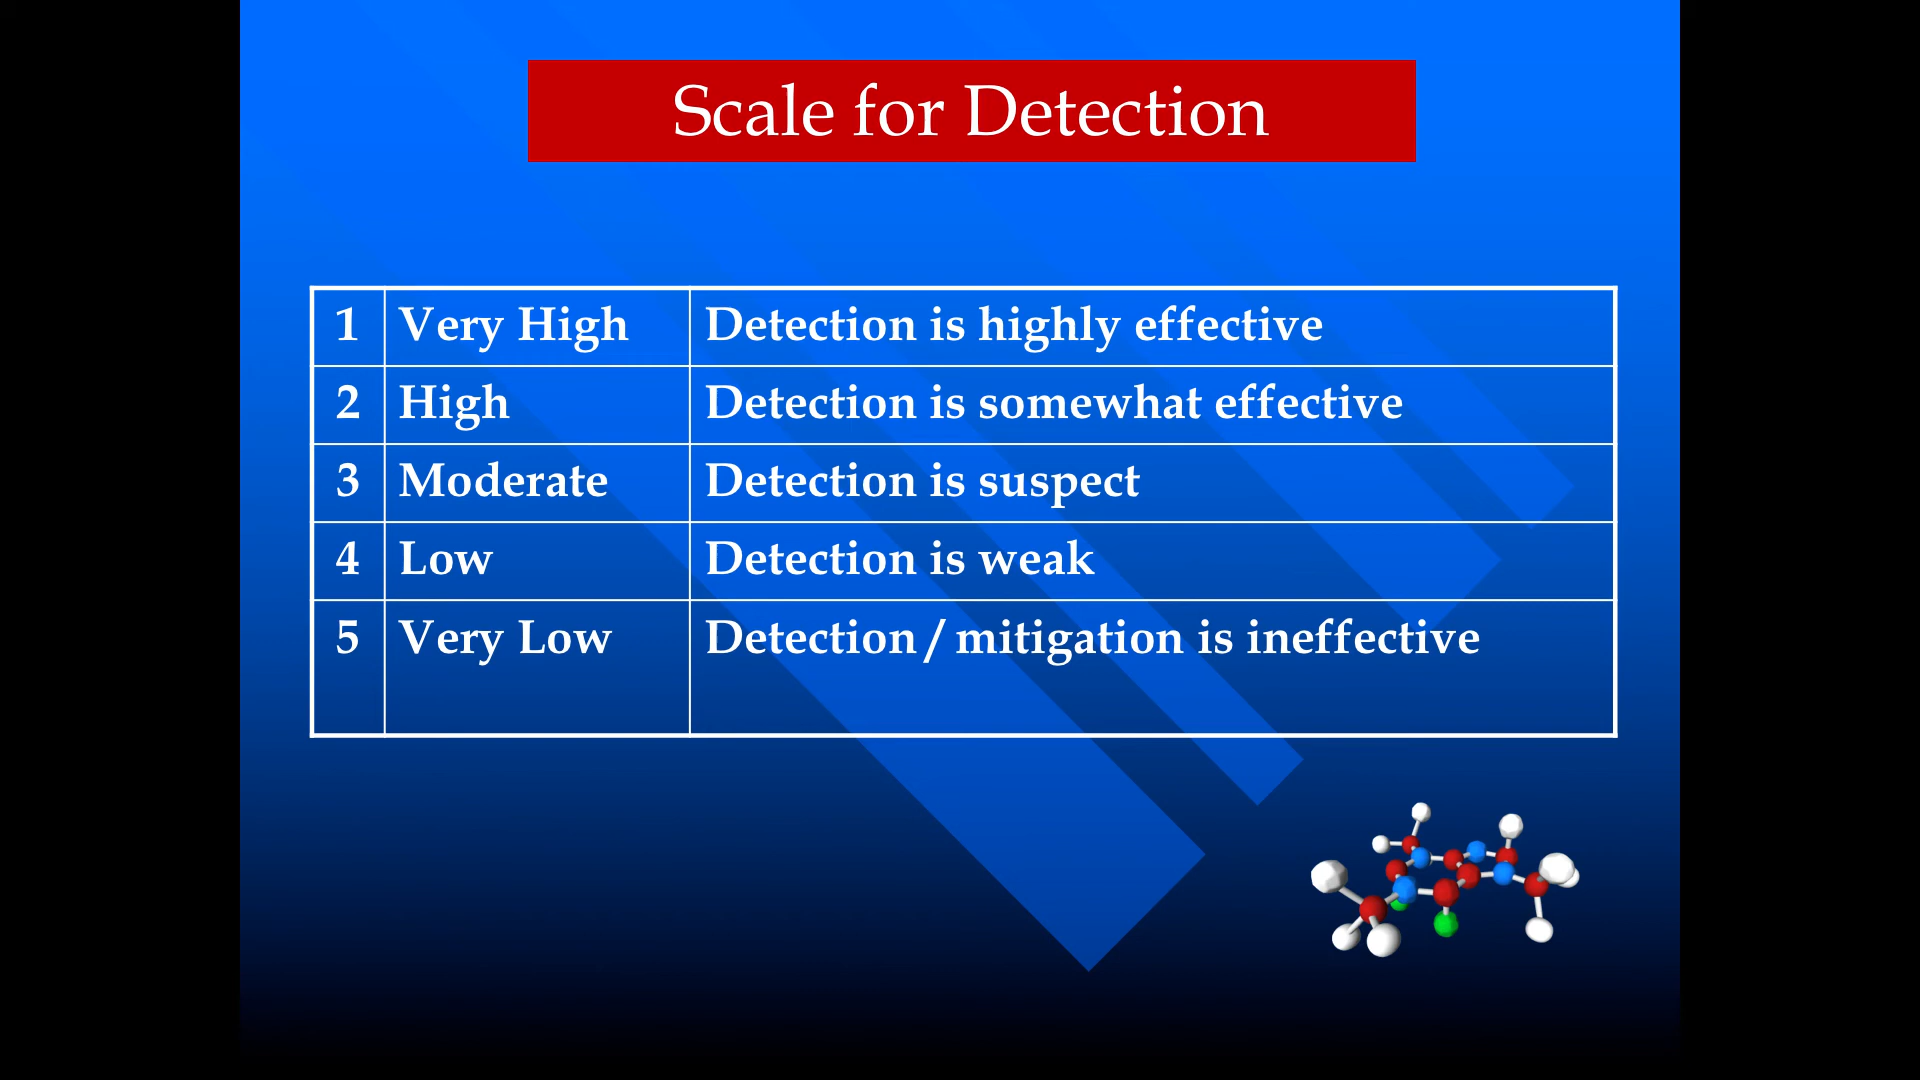 Scale for Detection
1 Very High Detection is highly effective
2 High Detection is somewhat effective
3 Moderate Detection is suspect
4 Low Detection is weak
5 Very Low Detection / mitigation is ineffective